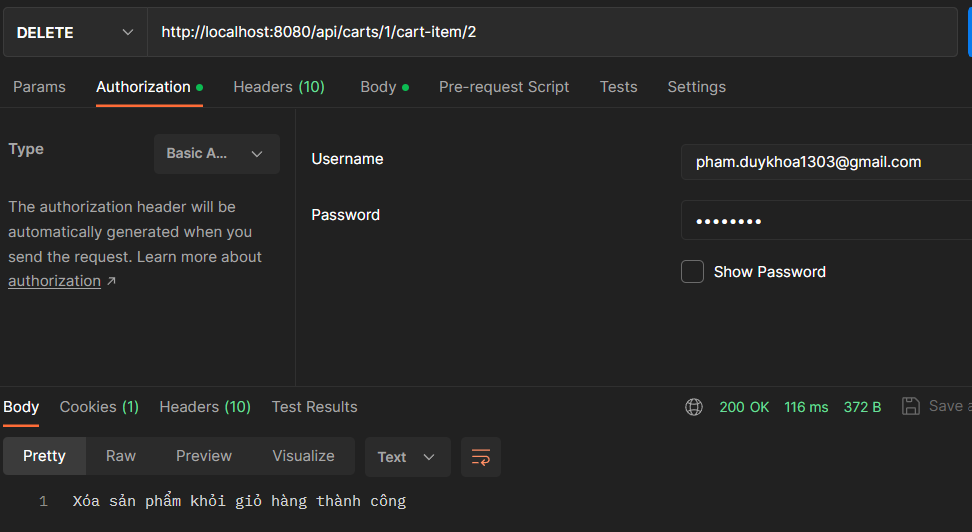 DELETE http://localhost:8080/api/carts/1/cart-item/2
Params Authorization Headers (10) Body Pre-request Script Tests Settings
Type Basic A...
The authorization header will be
automatically generated when you
send the request. Learn more about
authorization ↗
Username pham.duykhoa1303@gmail.com
Password ••••••••
Show Password
Body Cookies (1) Headers (10) Test Results 200 OK 116 ms 372 B Save a
Pretty Raw Preview Visualize Text
1 Xóa sản phẩm khỏi giỏ hàng thành công